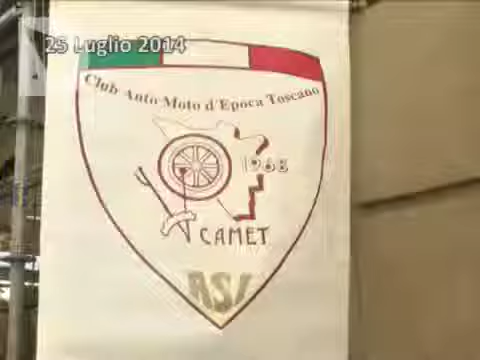 25 Luglio 2014
Club Auto Moto d'Epoca Toscano
1968
CAMET
ASI